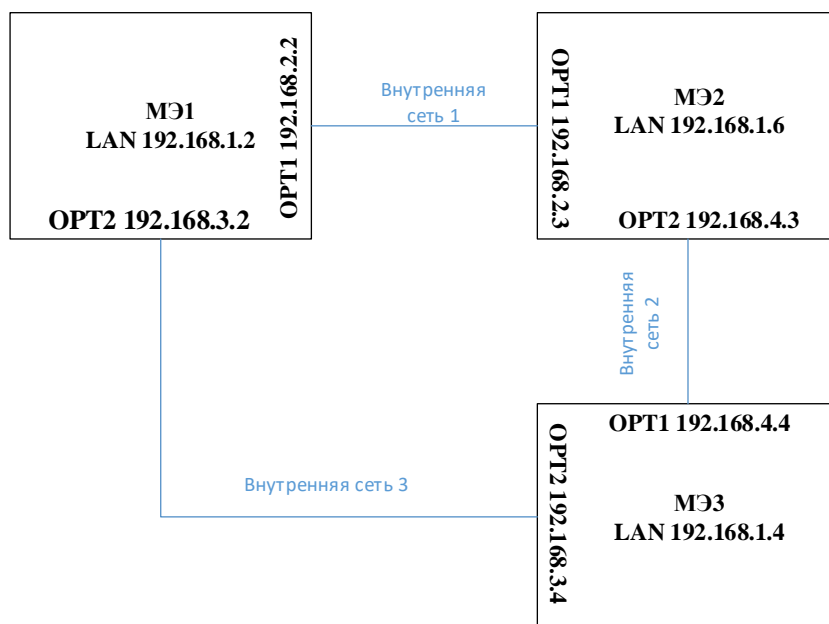 МЭ1
LAN 192.168.1.2
OPT1 192.168.2.2
OPT2 192.168.3.2
Внутренняя
сеть 1
OPT1 192.168.2.3
МЭ2
LAN 192.168.1.6
OPT2 192.168.4.3
Внутренняя
сеть 2
Внутренняя сеть 3
OPT1 192.168.4.4
OPT2 192.168.3.4
МЭ3
LAN 192.168.1.4